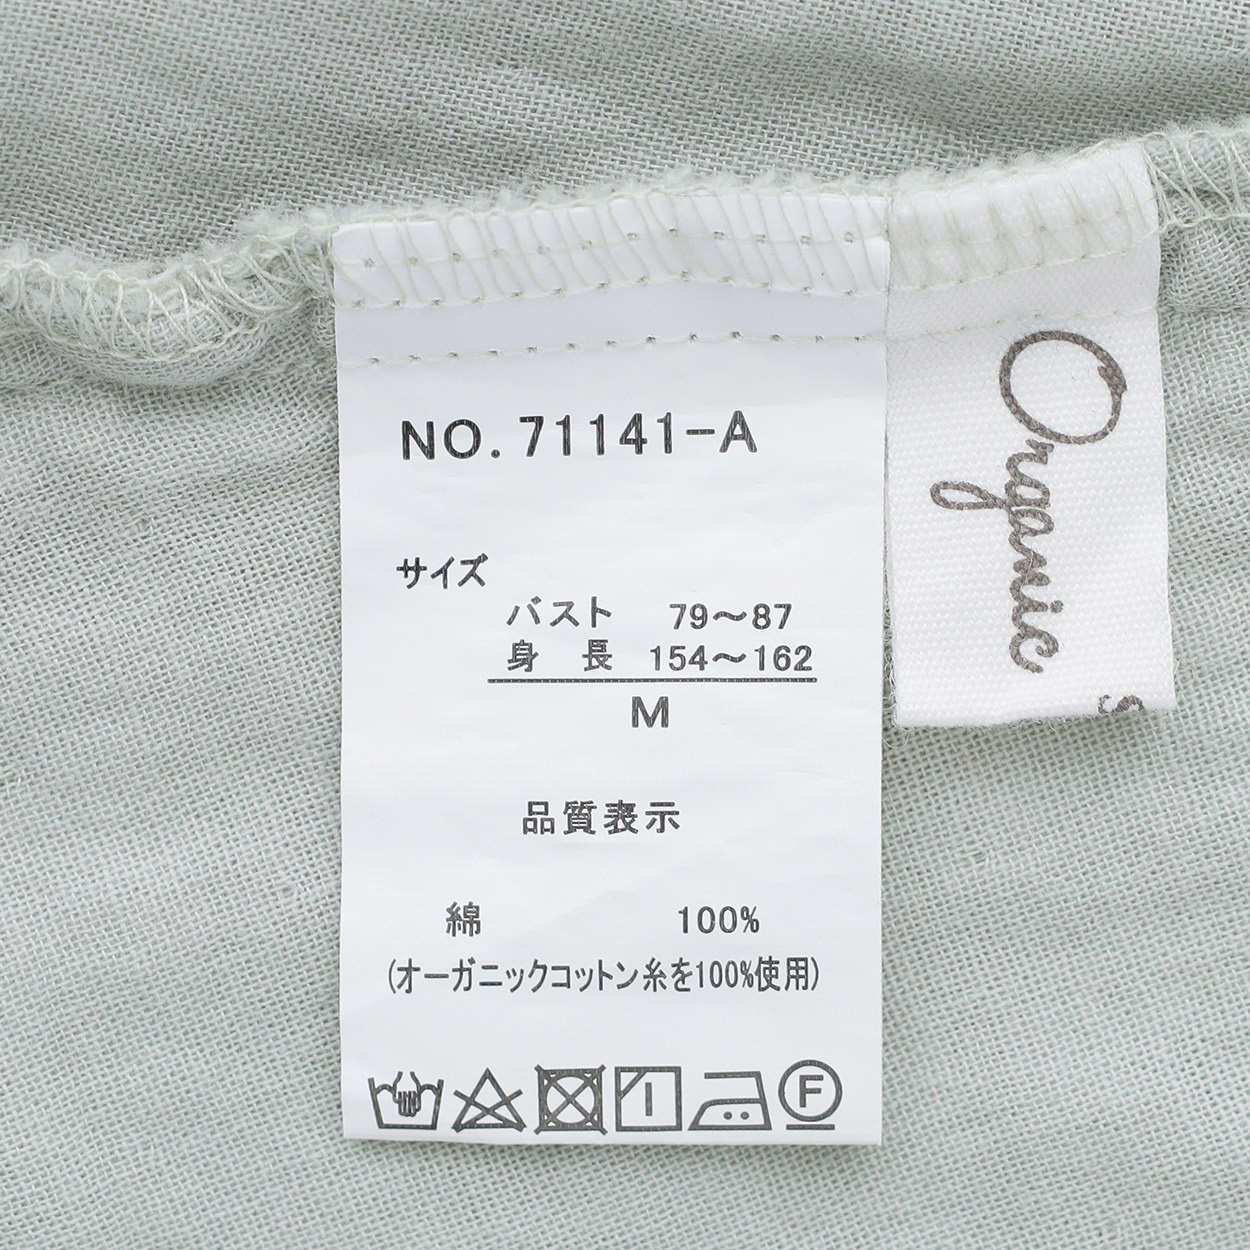 NO. 71141-A
サイズ
バスト 79～87
身 長 154～162
M
品質表示
綿 100%
(オーガニックコットン糸を100%使用)
F
Organic